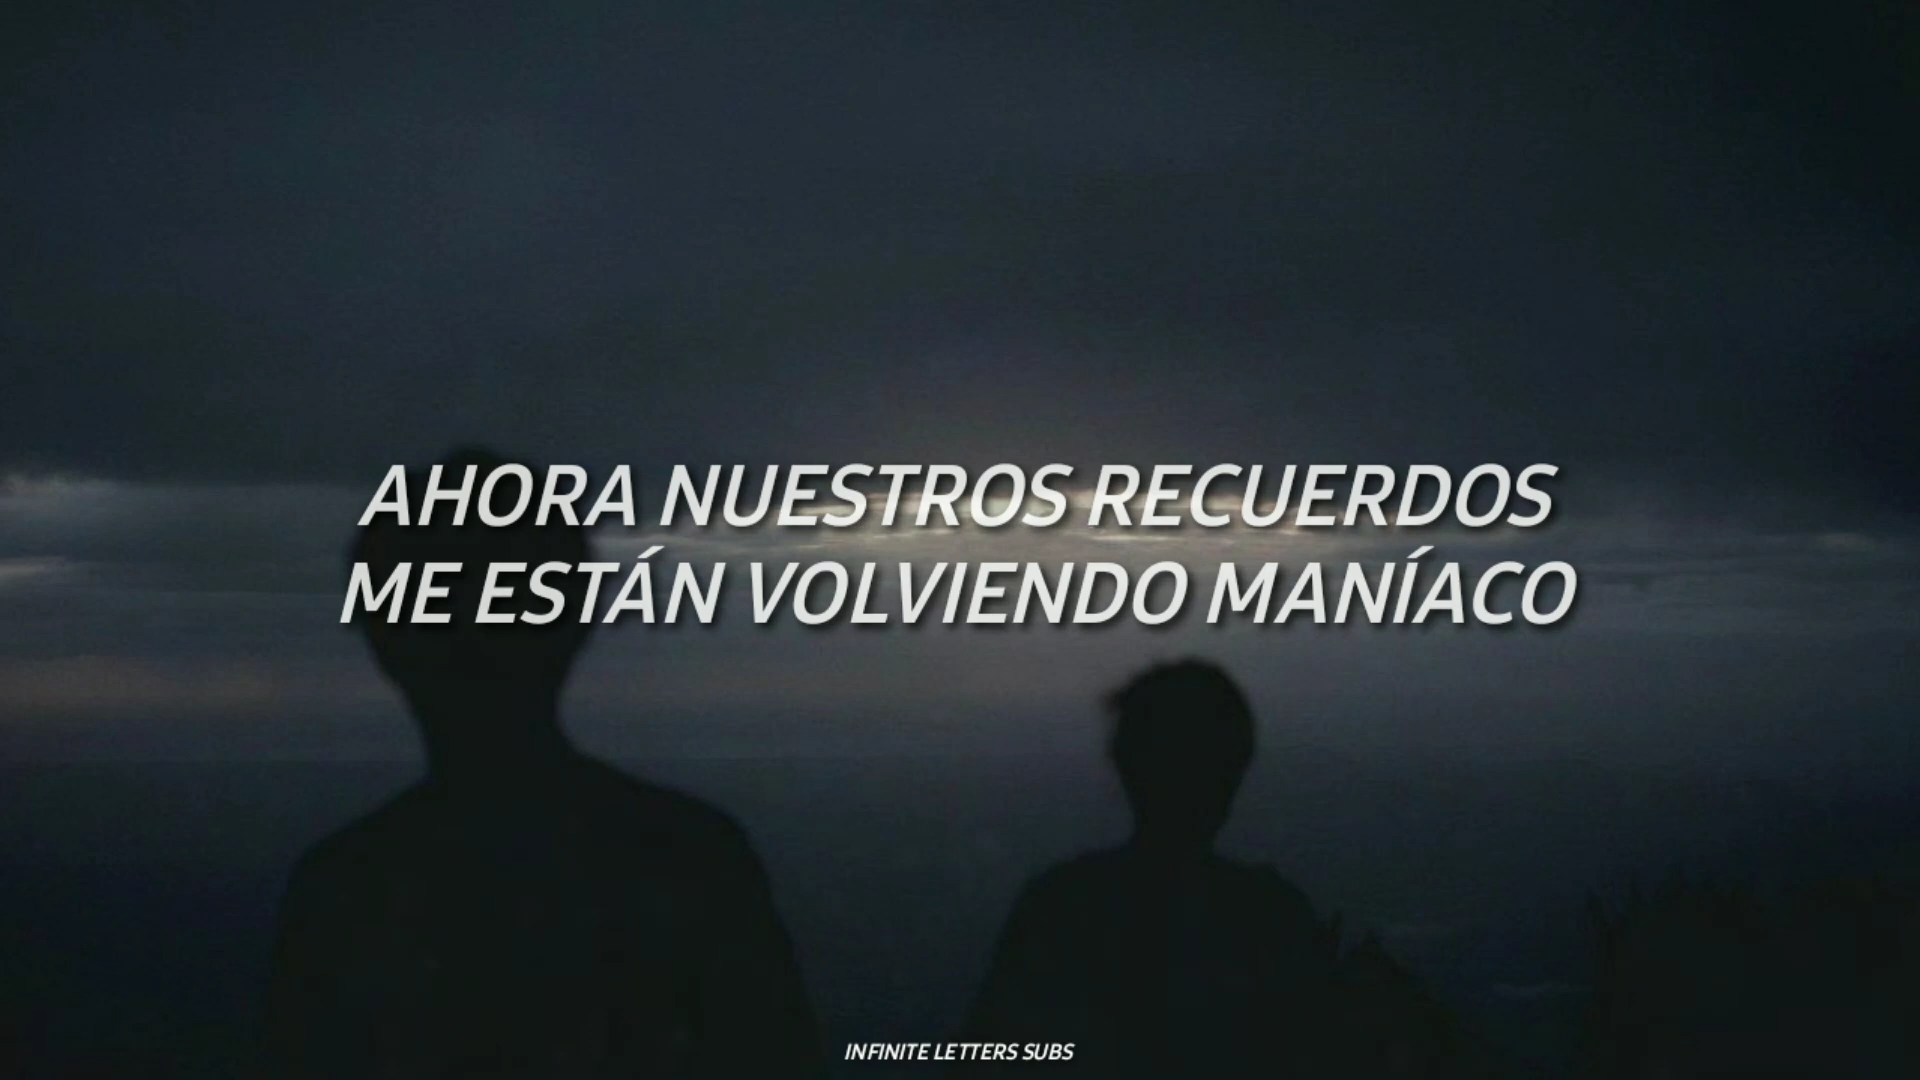 AHORA NUESTROS RECUERDOS
ME ESTÁN VOLVIENDO MANÍACO
INFINITE LETTERS SUBS